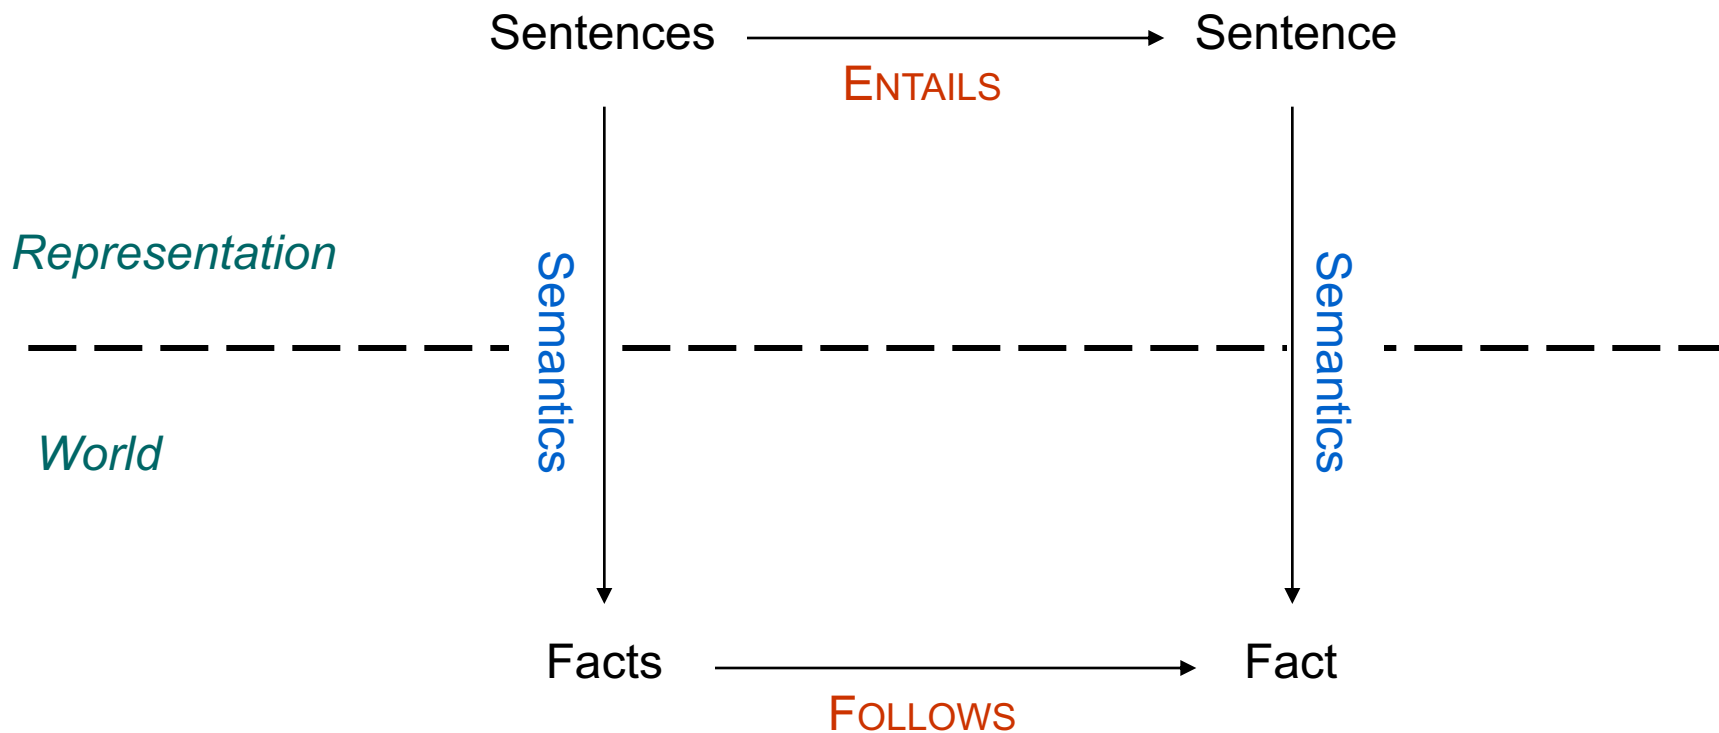 Sentences
Sentence
ENTAILS
Representation
Semantics
Semantics
World
Facts
Fact
FOLLOWS